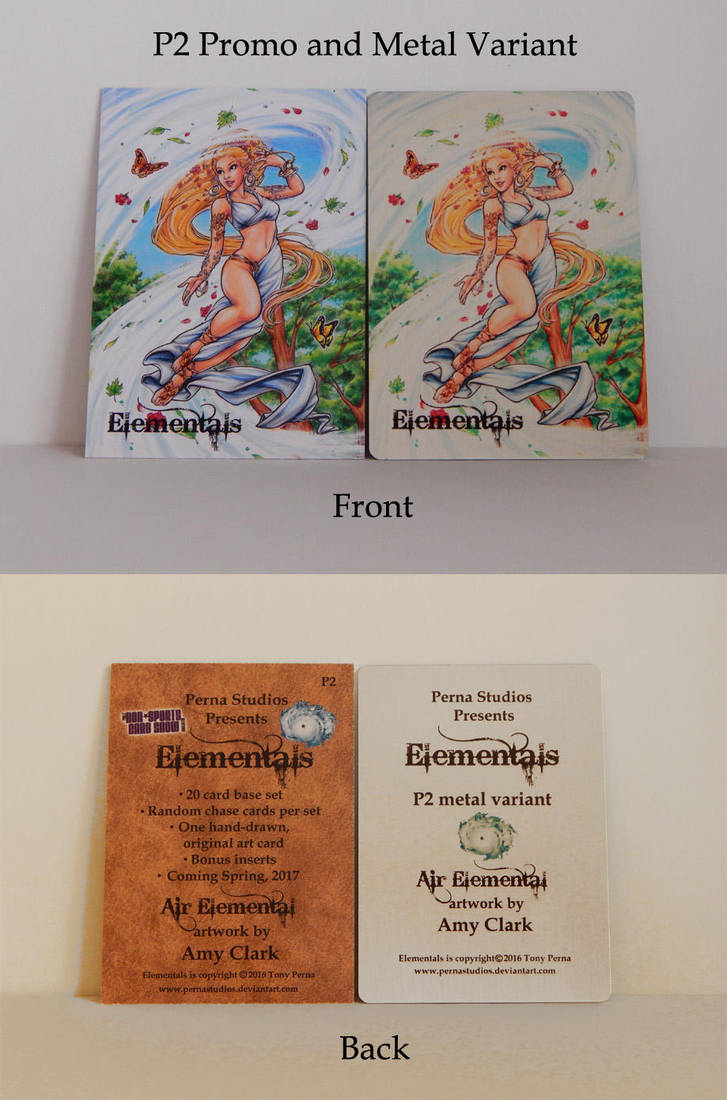 P2 Promo and Metal Variant
Elementals
Elementals
Front
P2
Perna Studios
Presents
NON-SPORTS
CARD SHOW
Elementals
• 20 card base set
• Random chase cards per set
• One hand-drawn,
original art card
• Bonus inserts
• Coming Spring, 2017
Air Elemental
artwork by
Amy Clark
Elementals is copyright©2016 Tony Perna
www.pernastudios.deviantart.com
Perna Studios
Presents
Elementals
P2 metal variant
Air Elemental
artwork by
Amy Clark
Elementals is copyright©2016 Tony Perna
www.pernastudios.deviantart.com
Back